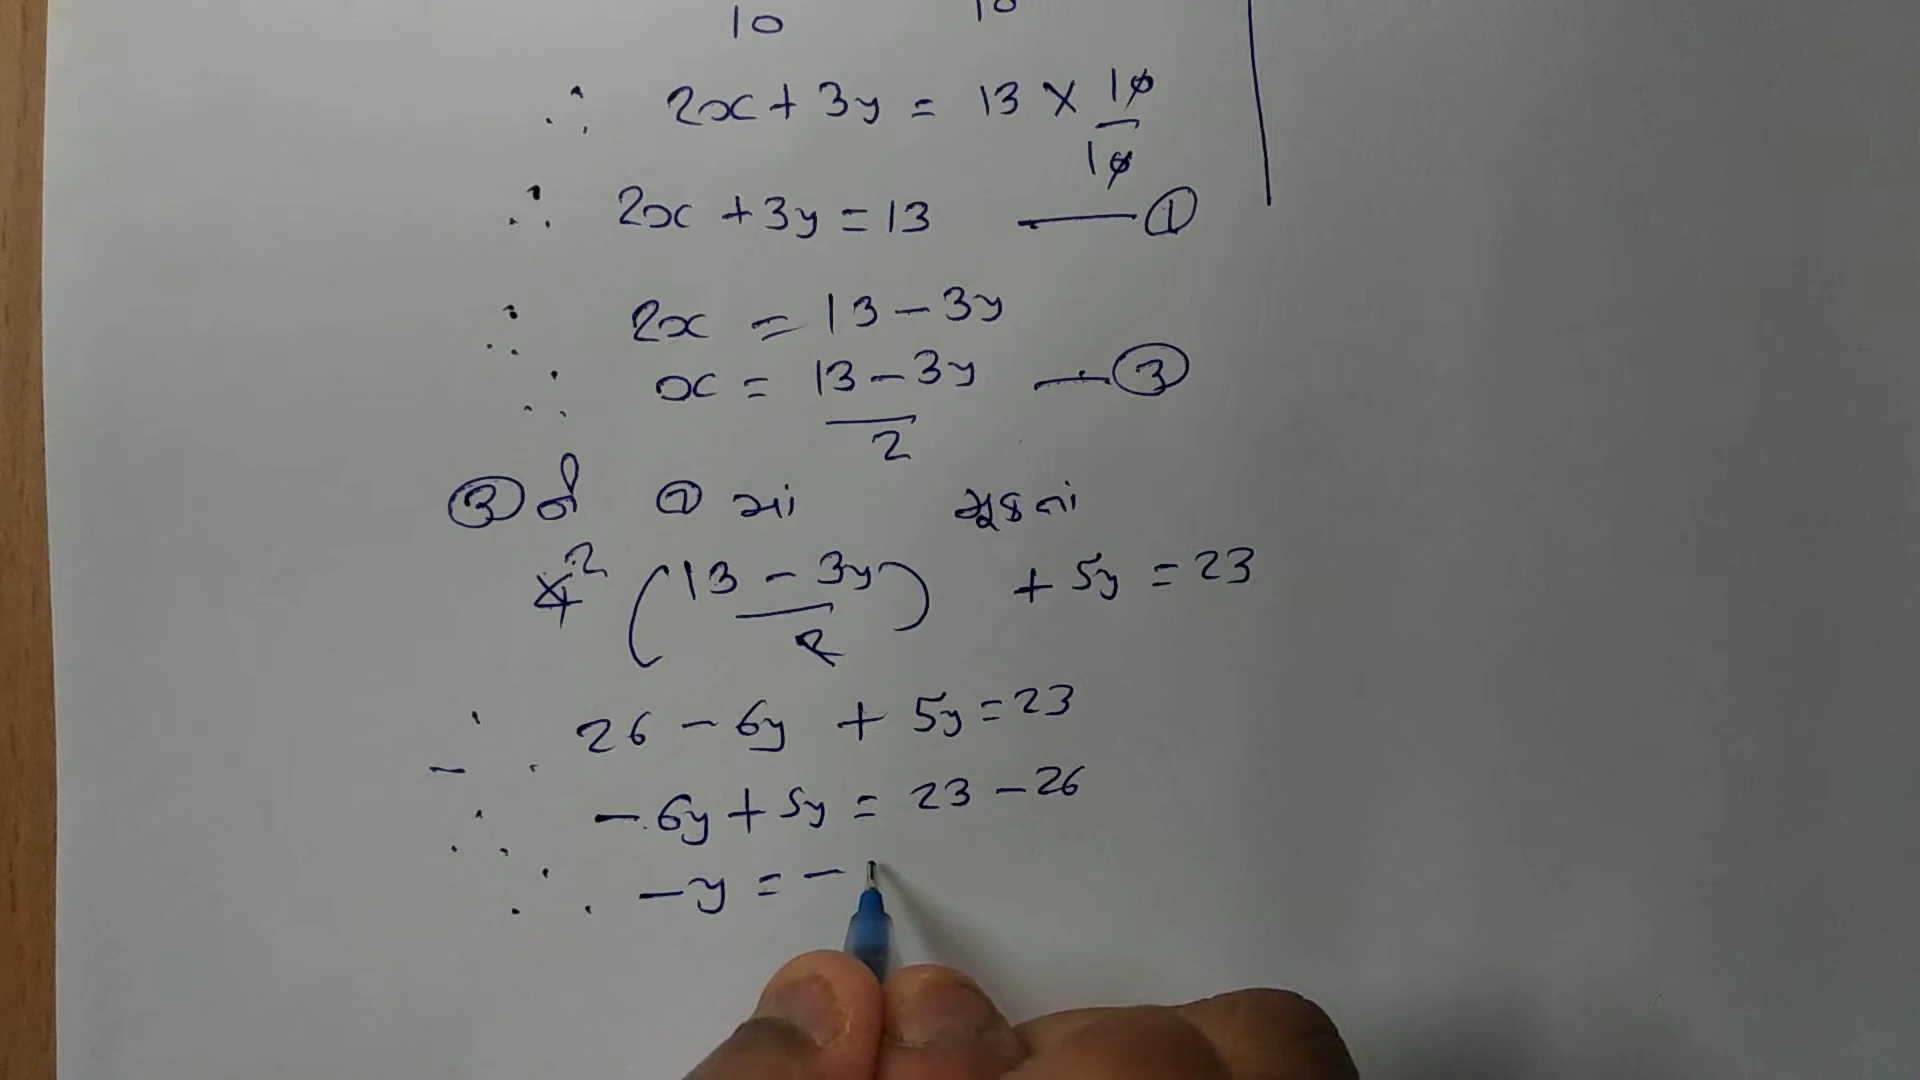 10 10
∴ 2x + 3y = 13 × 10/10
∴ 2x + 3y = 13 — ①
∴ 2x = 13 - 3y
∴ x = 13 - 3y / 2 — ③
③ ને ② માં મૂકતાં
4² (13 - 3y / 2) + 5y = 23
∴ 26 - 6y + 5y = 23
∴ - 6y + 5y = 23 - 26
∴ - y = -